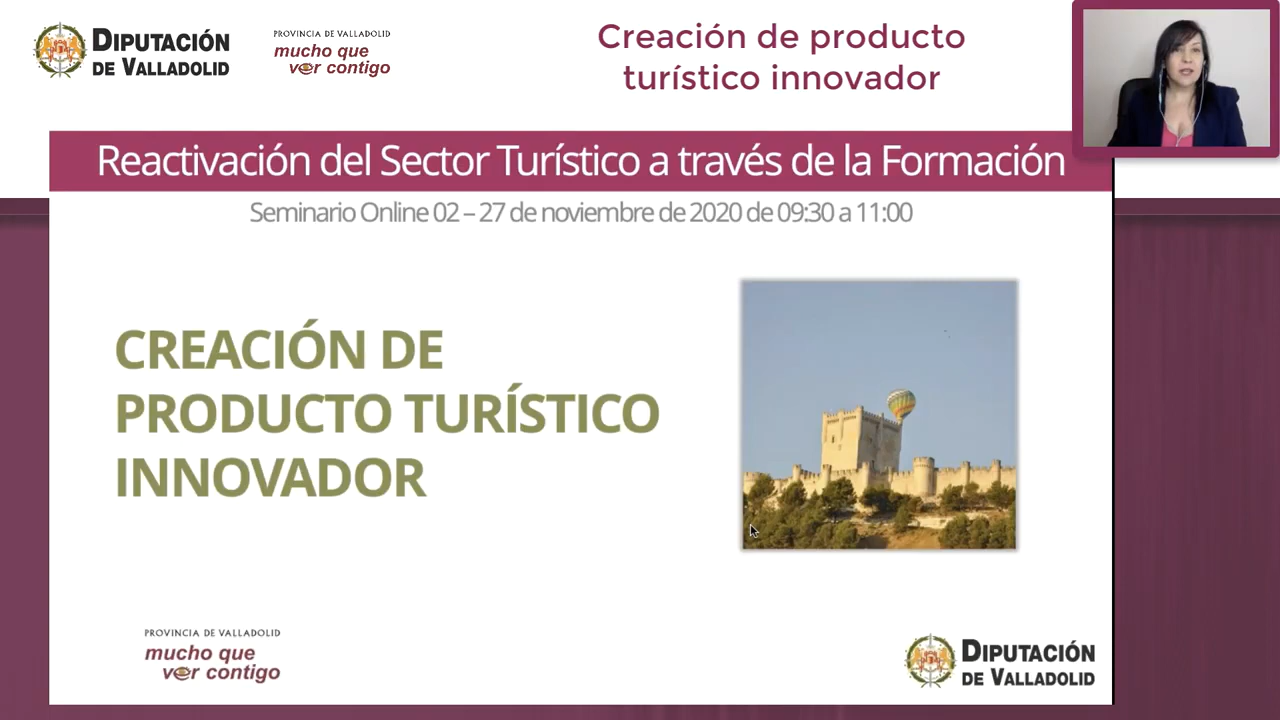 DIPUTACIÓN
DE VALLADOLID
PROVINCIA DE VALLADOLID
mucho que
ver contigo
Creación de producto
turístico innovador
Reactivación del Sector Turístico a través de la Formación
Seminario Online 02 – 27 de noviembre de 2020 de 09:30 a 11:00
CREACIÓN DE
PRODUCTO TURÍSTICO
INNOVADOR
PROVINCIA DE VALLADOLID
mucho que
ver contigo
DIPUTACIÓN
DE VALLADOLID